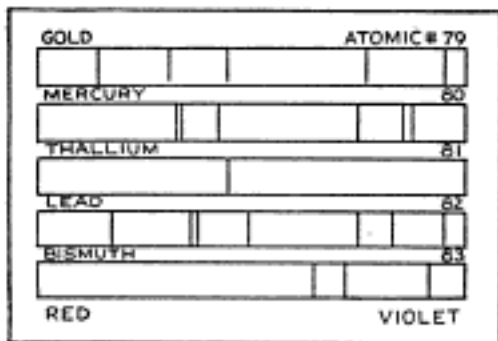 GOLD ATOMIC # 79
MERCURY 80
THALLIUM 81
LEAD 82
BISMUTH 83
RED VIOLET